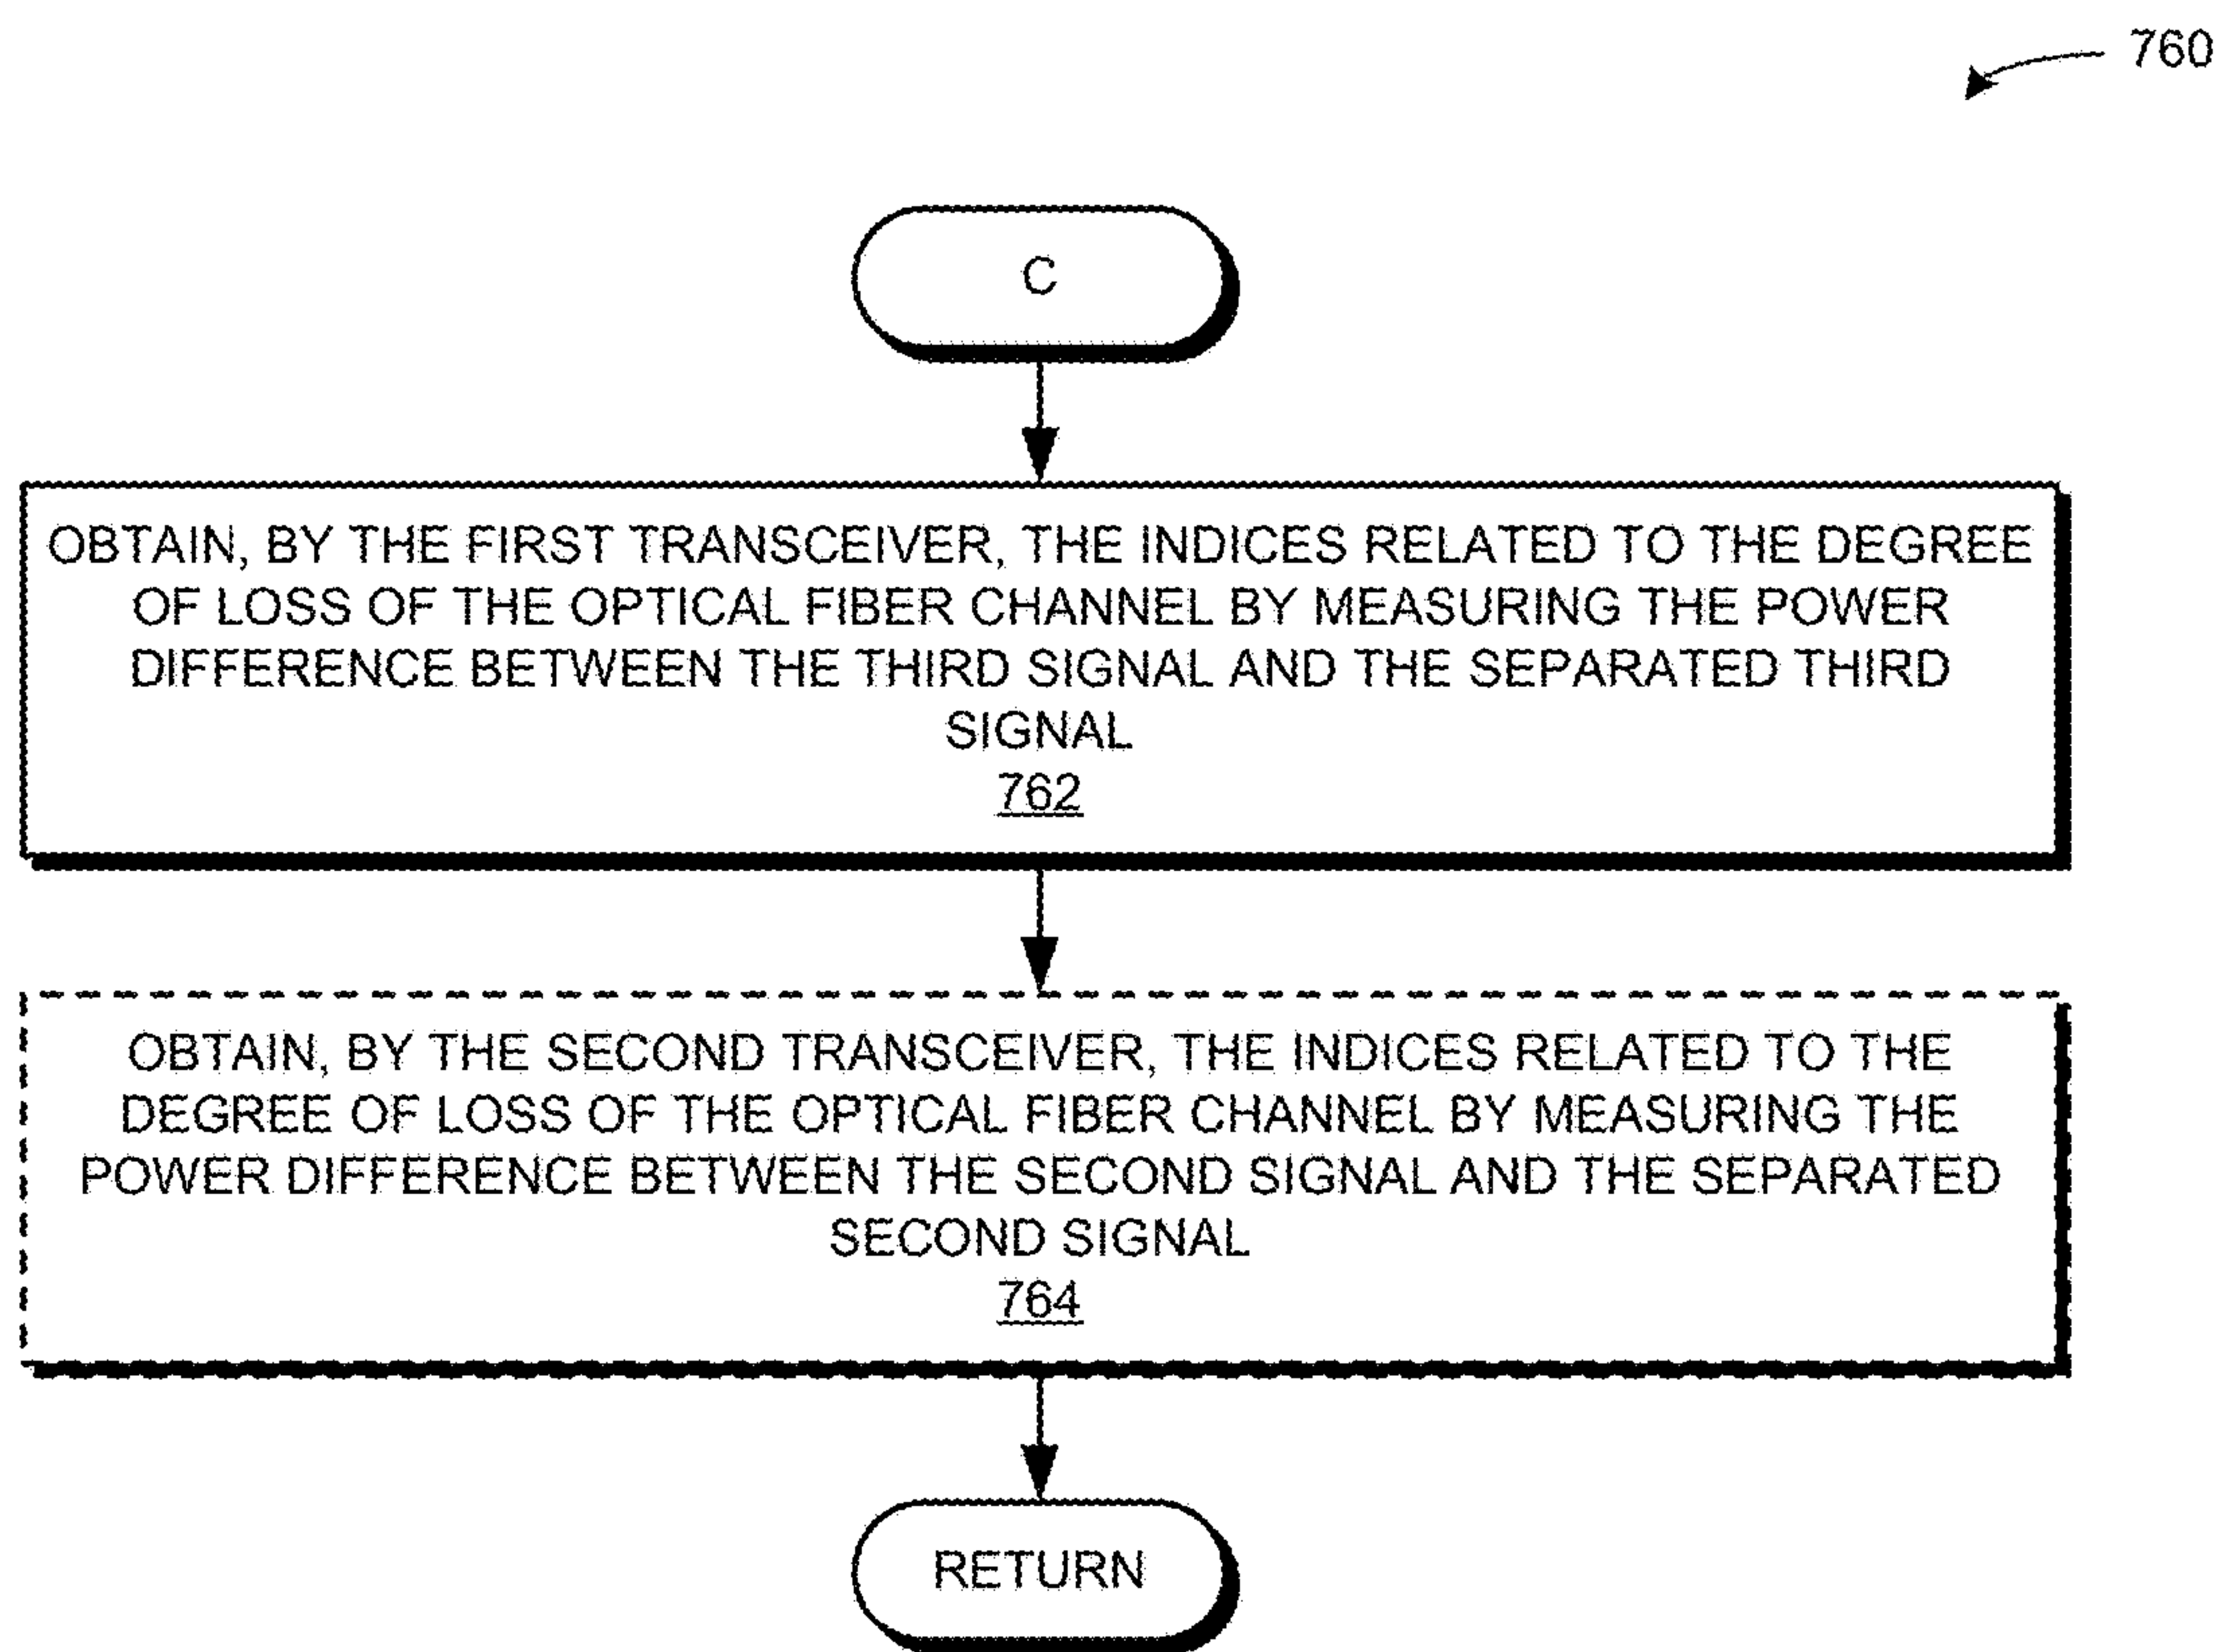 760
C
OBTAIN, BY THE FIRST TRANSCEIVER, THE INDICES RELATED TO THE DEGREE
OF LOSS OF THE OPTICAL FIBER CHANNEL BY MEASURING THE POWER
DIFFERENCE BETWEEN THE THIRD SIGNAL AND THE SEPARATED THIRD
SIGNAL
762
OBTAIN, BY THE SECOND TRANSCEIVER, THE INDICES RELATED TO THE
DEGREE OF LOSS OF THE OPTICAL FIBER CHANNEL BY MEASURING THE
POWER DIFFERENCE BETWEEN THE SECOND SIGNAL AND THE SEPARATED
SECOND SIGNAL
764
RETURN